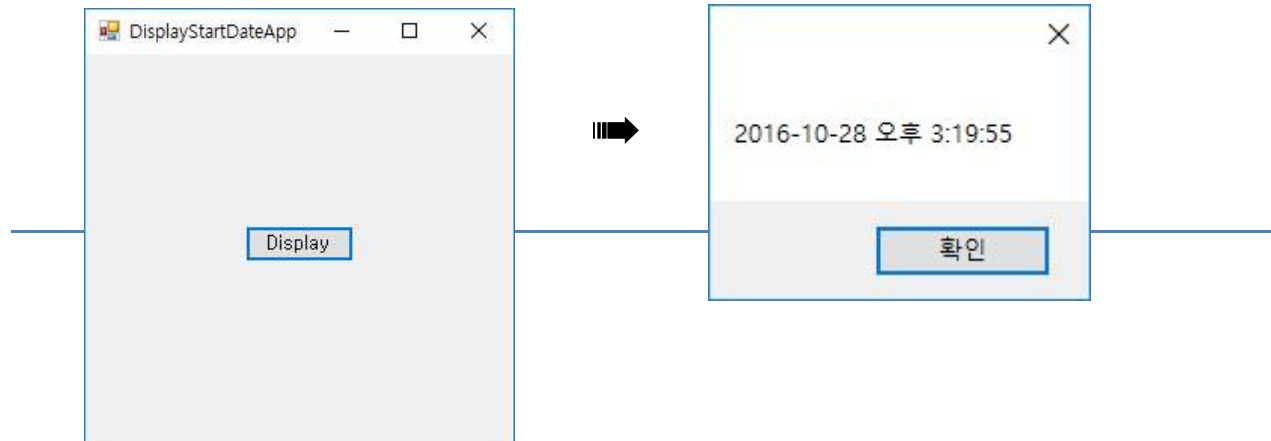 DisplayStartDateApp
Display
2016-10-28 오후 3:19:55
확인